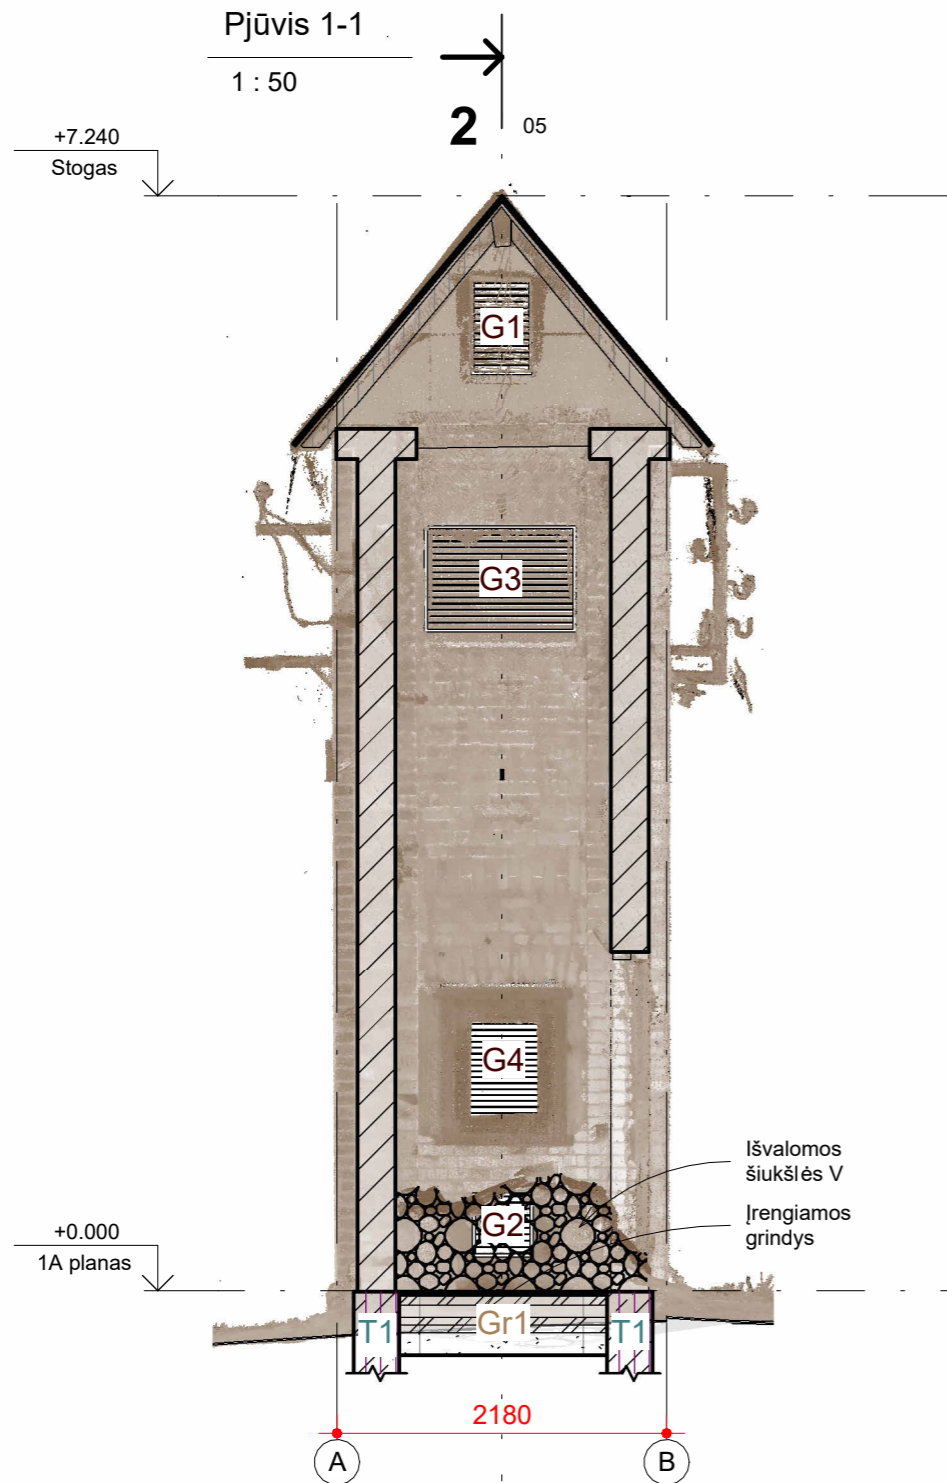 Pjūvis 1-1
1 : 50
2
05
+7.240
Stogas
G1
G3
G4
Išvalomos
šiukšlės V
G2
Įrengiamos
grindys
+0.000
1A planas
T1
Gr1
T1
2180
A
B